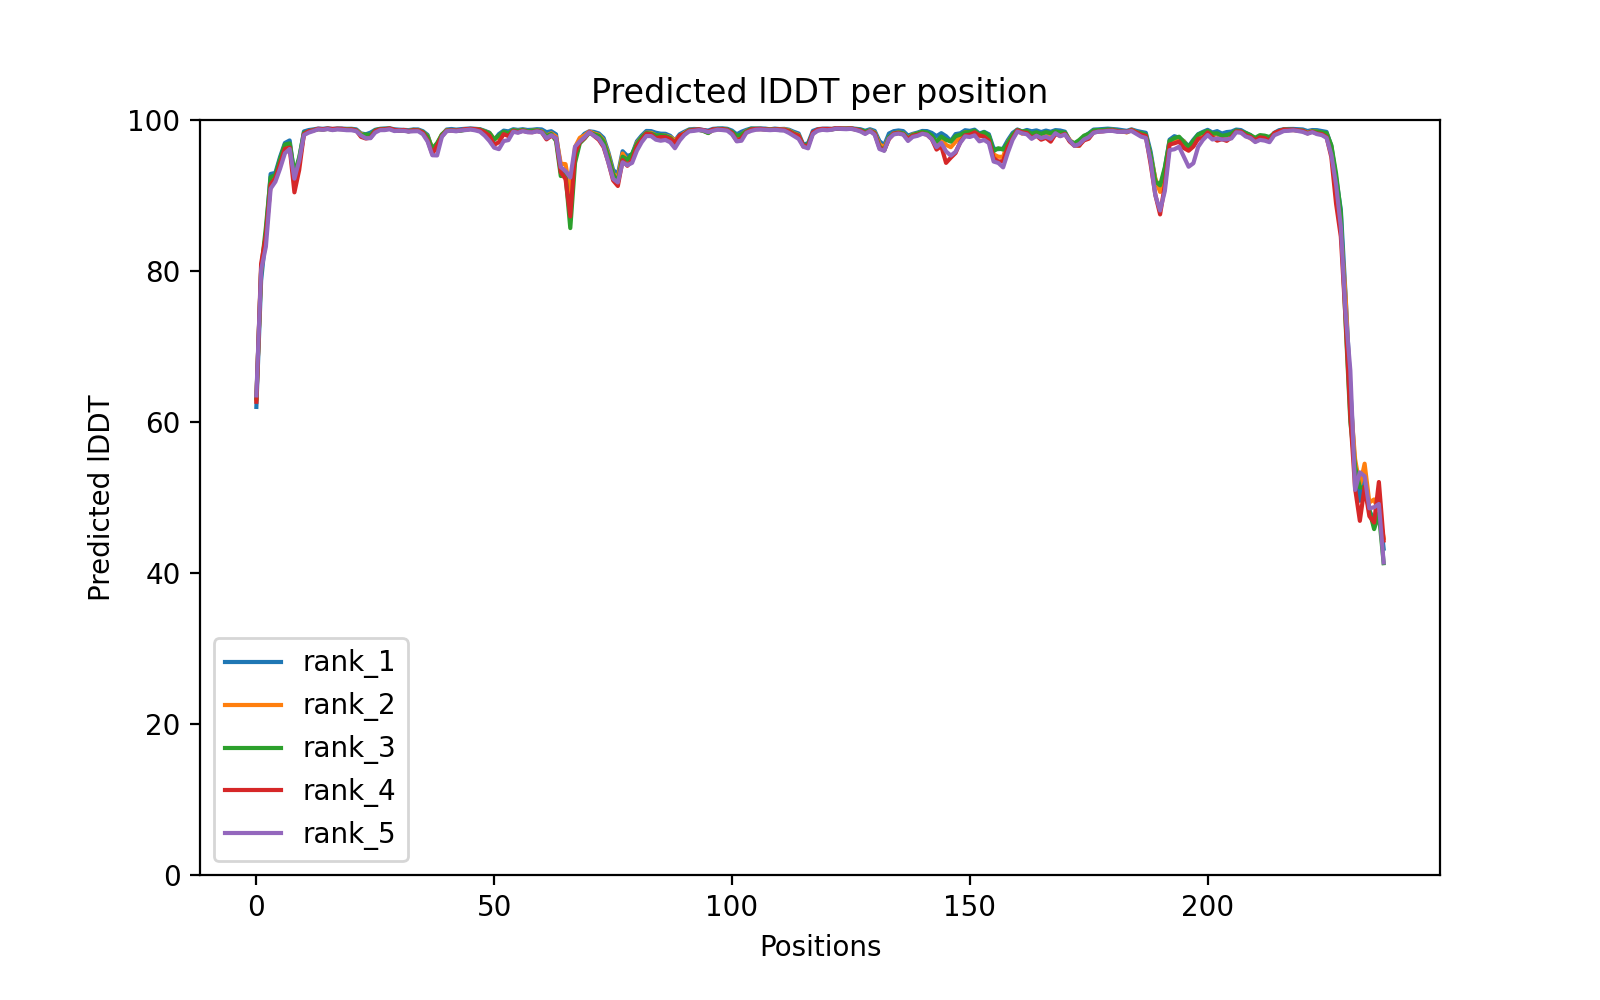 Predicted lDDT per position
100
80
60
40
20
0
Predicted lDDT
rank_1
rank_2
rank_3
rank_4
rank_5
0 50 100 150 200
Positions